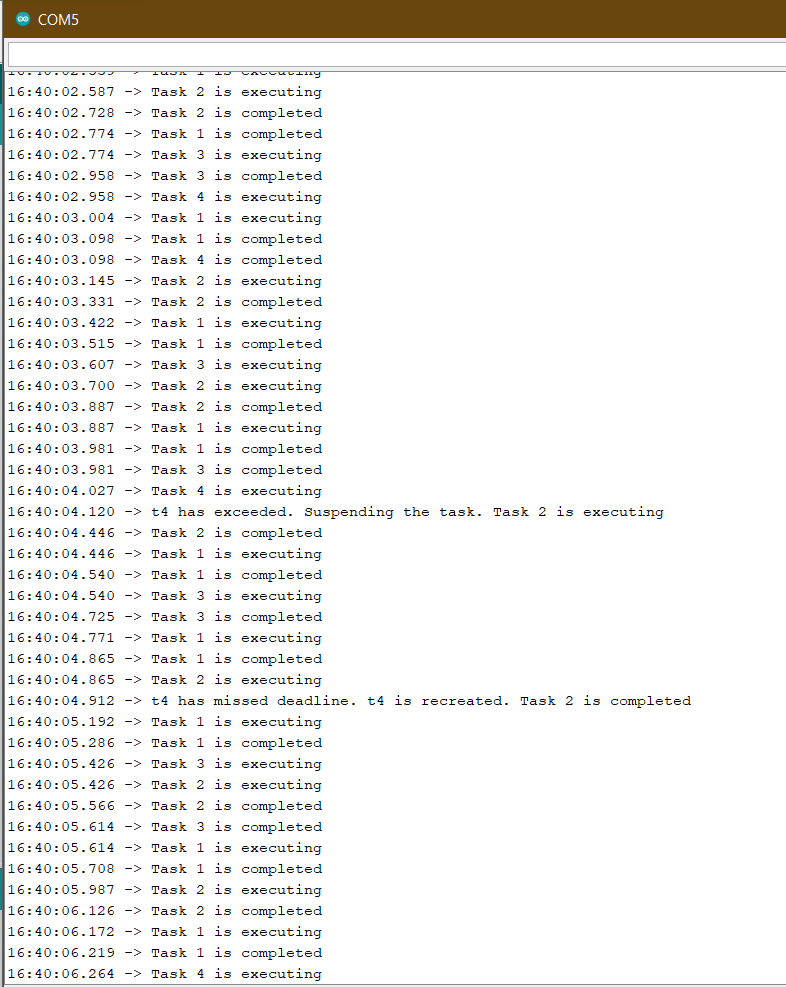 COM5
16:40:02.587 -> Task 2 is executing
16:40:02.728 -> Task 2 is completed
16:40:02.774 -> Task 1 is completed
16:40:02.774 -> Task 3 is executing
16:40:02.958 -> Task 3 is completed
16:40:02.958 -> Task 4 is executing
16:40:03.004 -> Task 1 is executing
16:40:03.098 -> Task 1 is completed
16:40:03.098 -> Task 4 is completed
16:40:03.145 -> Task 2 is executing
16:40:03.331 -> Task 2 is completed
16:40:03.422 -> Task 1 is executing
16:40:03.515 -> Task 1 is completed
16:40:03.607 -> Task 3 is executing
16:40:03.700 -> Task 2 is executing
16:40:03.887 -> Task 2 is completed
16:40:03.887 -> Task 1 is executing
16:40:03.981 -> Task 1 is completed
16:40:03.981 -> Task 3 is completed
16:40:04.027 -> Task 4 is executing
16:40:04.120 -> t4 has exceeded. Suspending the task. Task 2 is executing
16:40:04.446 -> Task 2 is completed
16:40:04.446 -> Task 1 is executing
16:40:04.540 -> Task 1 is completed
16:40:04.540 -> Task 3 is executing
16:40:04.725 -> Task 3 is completed
16:40:04.771 -> Task 1 is executing
16:40:04.865 -> Task 1 is completed
16:40:04.865 -> Task 2 is executing
16:40:04.912 -> t4 has missed deadline. t4 is recreated. Task 2 is completed
16:40:05.192 -> Task 1 is executing
16:40:05.286 -> Task 1 is completed
16:40:05.426 -> Task 3 is executing
16:40:05.426 -> Task 2 is executing
16:40:05.566 -> Task 2 is completed
16:40:05.614 -> Task 3 is completed
16:40:05.614 -> Task 1 is executing
16:40:05.708 -> Task 1 is completed
16:40:05.987 -> Task 2 is executing
16:40:06.126 -> Task 2 is completed
16:40:06.172 -> Task 1 is executing
16:40:06.219 -> Task 1 is completed
16:40:06.264 -> Task 4 is executing